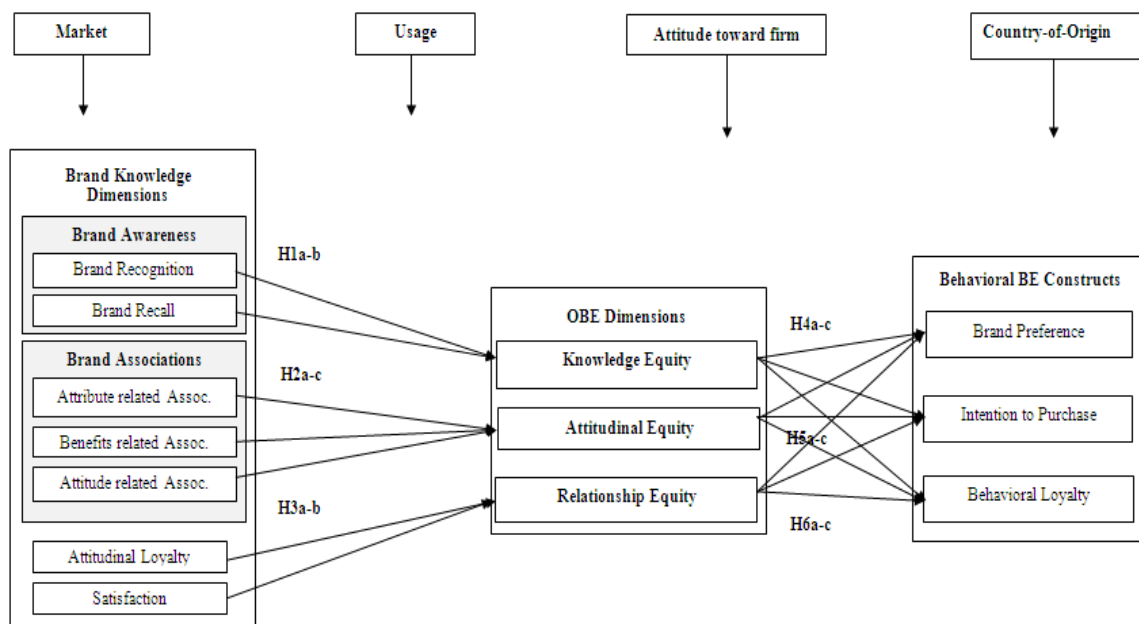 Market
Usage
Attitude toward firm
Country-of-Origin
Brand Knowledge
Dimensions
Brand Awareness
Brand Recognition
Brand Recall
Brand Associations
Attribute related Assoc.
Benefits related Assoc.
Attitude related Assoc.
Attitudinal Loyalty
Satisfaction
H1a-b
H2a-c
H3a-b
OBE Dimensions
Knowledge Equity
Attitudinal Equity
Relationship Equity
H4a-c
H5a-c
H6a-c
Behavioral BE Constructs
Brand Preference
Intention to Purchase
Behavioral Loyalty